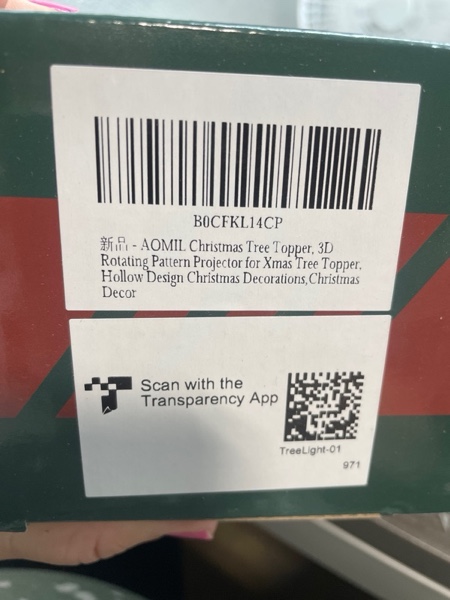 B0CFKL14CP
新品 - AOMIL Christmas Tree Topper, 3D
Rotating Pattern Projector for Xmas Tree Topper,
Hollow Design Christmas Decorations,Christmas
Decor
Scan with the
Transparency App
TreeLight-01
971